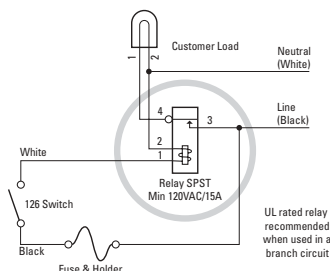 Customer Load
Neutral
(White)
1
2
Line
(Black)
4
3
2
1
White
Relay SPST
Min 120VAC/15A
126 Switch
UL rated relay
recommended
when used in a
branch circuit
Black
Fuse & Holder